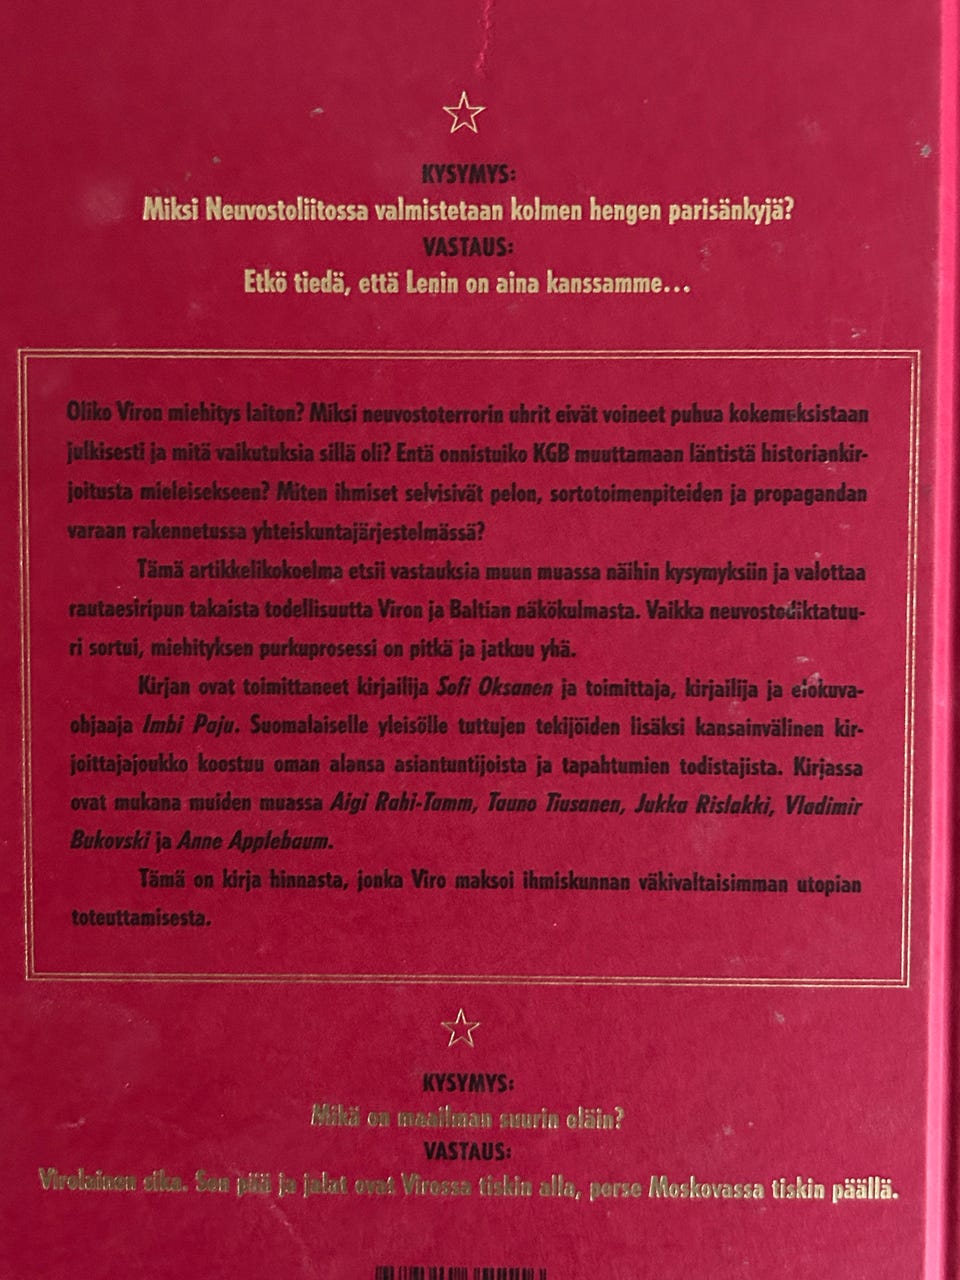 KYSYMYS:
Miksi Neuvostoliitossa valmistetaan kolmen hengen parisänkyjä?
VASTAUS:
Etkö tiedä, että Lenin on aina kanssamme...
Oliko Viron miehitys laiton? Miksi neuvostoterrorin uhrit eivät voineet puhua kokemuksistaan
julkisesti ja mitä vaikutuksia sillä oli? Entä onnistuiko KGB muuttamaan läntistä historiankir-
joitusta mieleisekseen? Miten ihmiset selvisivät pelon, sortotoimenpiteiden ja propagandan
varaan rakennetussa yhteiskuntajärjestelmässä?
Tämä artikkelikokoelma etsii vastauksia muun muassa näihin kysymyksiin ja valottaa
rautaesiripun takaista todellisuutta Viron ja Baltian näkökulmasta. Vaikka neuvostodiktatuu-
ri sortui, miehityksen purkuprosessi on pitkä ja jatkuu yhä.
Kirjan ovat toimittaneet kirjailija Sofi Oksanen ja toimittaja, kirjailija ja elokuva-
ohjaaja Imbi Paju. Suomalaiselle yleisölle tuttujen tekijöiden lisäksi kansainvälinen kir-
joittajajoukko koostuu oman alansa asiantuntijoista ja tapahtumien todistajista. Kirjassa
ovat mukana muiden muassa Aigi Rahi-Tamm, Tauno Tiusanen, Jukka Rislakki, Vladimir
Bukovski ja Anne Applebaum.
Tämä on kirja hinnasta, jonka Viro maksoi ihmiskunnan väkivaltaisimman utopian
toteuttamisesta.
KYSYMYS:
Mikä on maailman suurin eläin?
VASTAUS:
Virolainen sika. Sen pää ja jalat ovat Virossa tiskin alla, perse Moskovassa tiskin päällä.